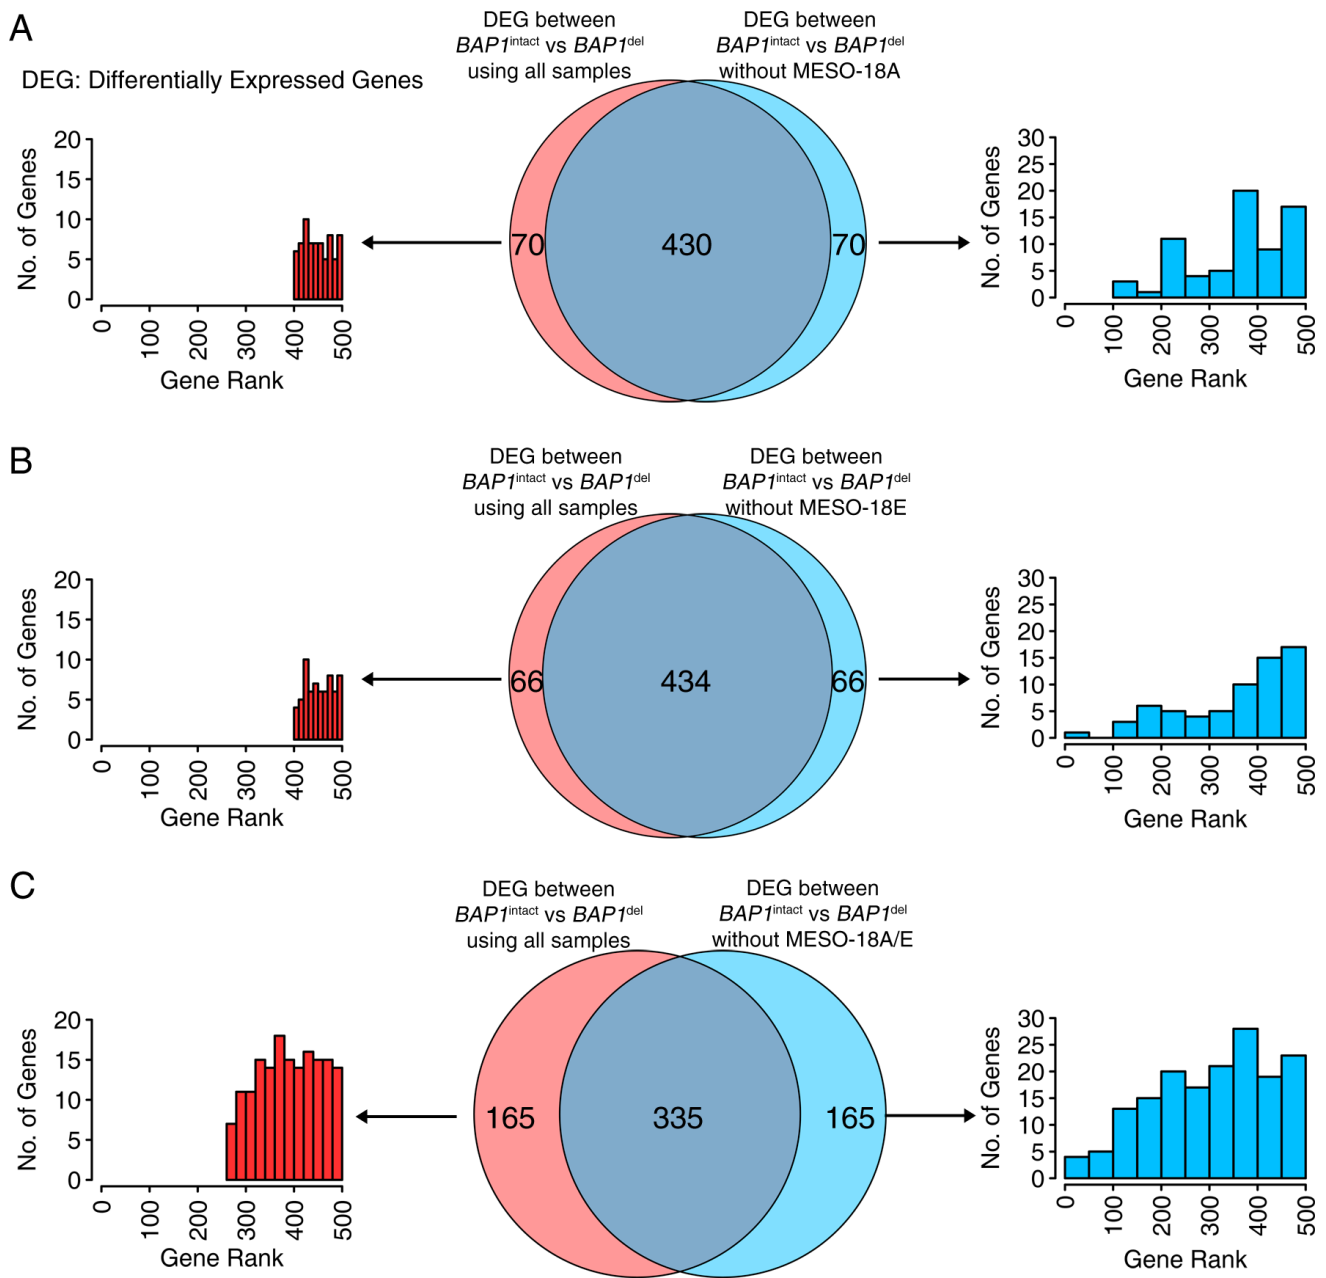 A
DEG: Differentially Expressed Genes
DEG between
BAP1intact vs BAP1del
using all samples
DEG between
BAP1intact vs BAP1del
without MESO-18A
No. of Genes
20
15
10
5
0
0 100 200 300 400 500
Gene Rank
70 430 70
No. of Genes
30
25
20
15
10
5
0
0 100 200 300 400 500
Gene Rank
B
DEG between
BAP1intact vs BAP1del
using all samples
DEG between
BAP1intact vs BAP1del
without MESO-18E
No. of Genes
20
15
10
5
0
0 100 200 300 400 500
Gene Rank
66 434 66
No. of Genes
30
25
20
15
10
5
0
0 100 200 300 400 500
Gene Rank
C
DEG between
BAP1intact vs BAP1del
using all samples
DEG between
BAP1intact vs BAP1del
without MESO-18A/E
No. of Genes
20
15
10
5
0
0 100 200 300 400 500
Gene Rank
165 335 165
No. of Genes
30
25
20
15
10
5
0
0 100 200 300 400 500
Gene Rank